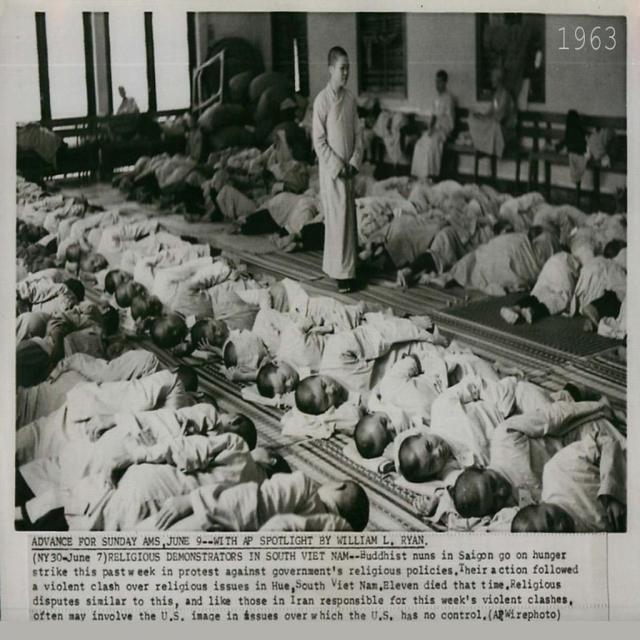 1963
ADVANCE FOR SUNDAY AMS,JUNE 9--WITH AP SPOTLIGHT BY WILLIAM L. RYAN.
(NY30-June 7)RELIGIOUS DEMONSTRATORS IN SOUTH VIET NAM--Buddhist nuns in Saigon go on hunger
strike this past week in protest against government's religious policies.Their action followed
a violent clash over religious issues in Hue,South Viet Nam.Eleven died that time.Religious
disputes similar to this, and like those in Iran responsible for this week's violent clashes,
often may involve the U.S. image in issues over which the U.S. has no control.(AP Wirephoto)